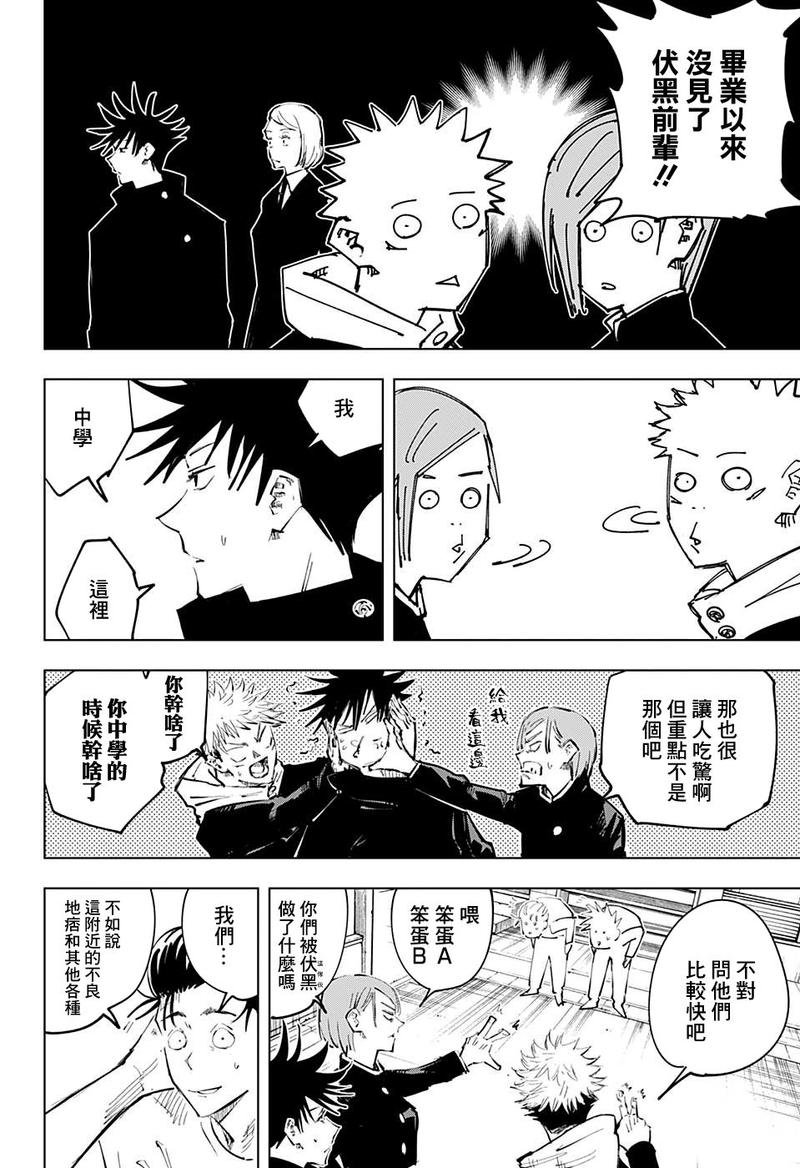 畢業以來
沒見了
伏黑前輩!!
我
中學
這裡
那也很
讓人吃驚啊
但重點不是
那個吧
給我
看這邊
你幹啥了
你中學的
時候幹啥了
不對
問他們
比較快吧
喂
笨蛋A
笨蛋B
你們被伏黑
這傢伙
做了什麼嗎
我們…
不如說
這附近的不良
地痞和其他各種